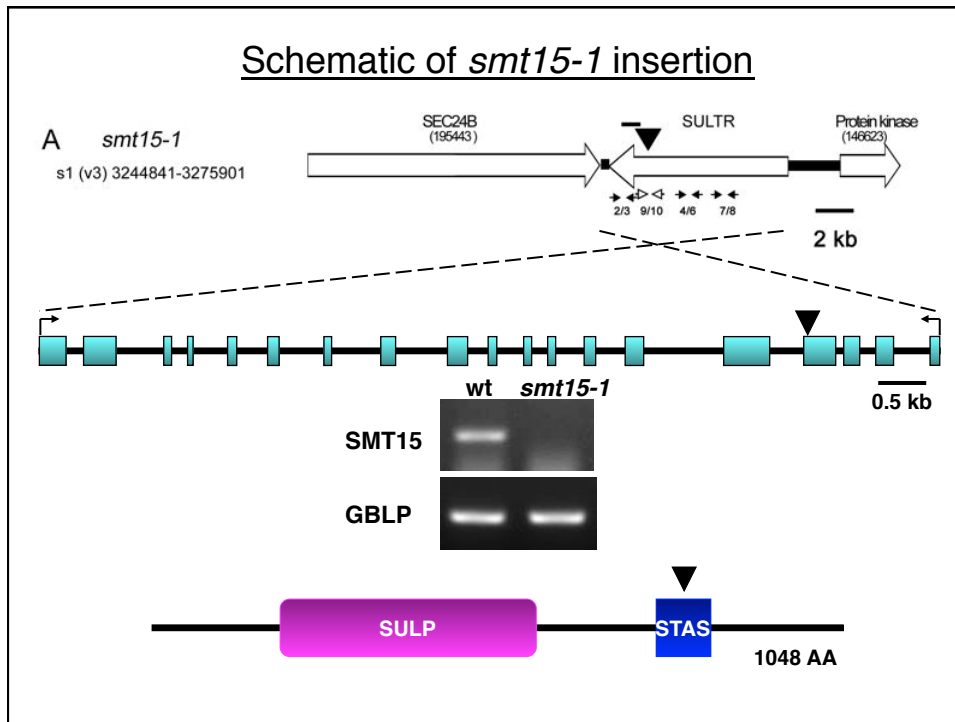 Schematic of smt15-1 insertion
A smt15-1
s1 (v3) 3244841-3275901
SEC24B
(195443)
SULTR
Protein kinase
(146623)
2/3 9/10 4/6 7/8
2 kb
0.5 kb
wt smt15-1
SMT15
GBLP
SULP
STAS
1048 AA